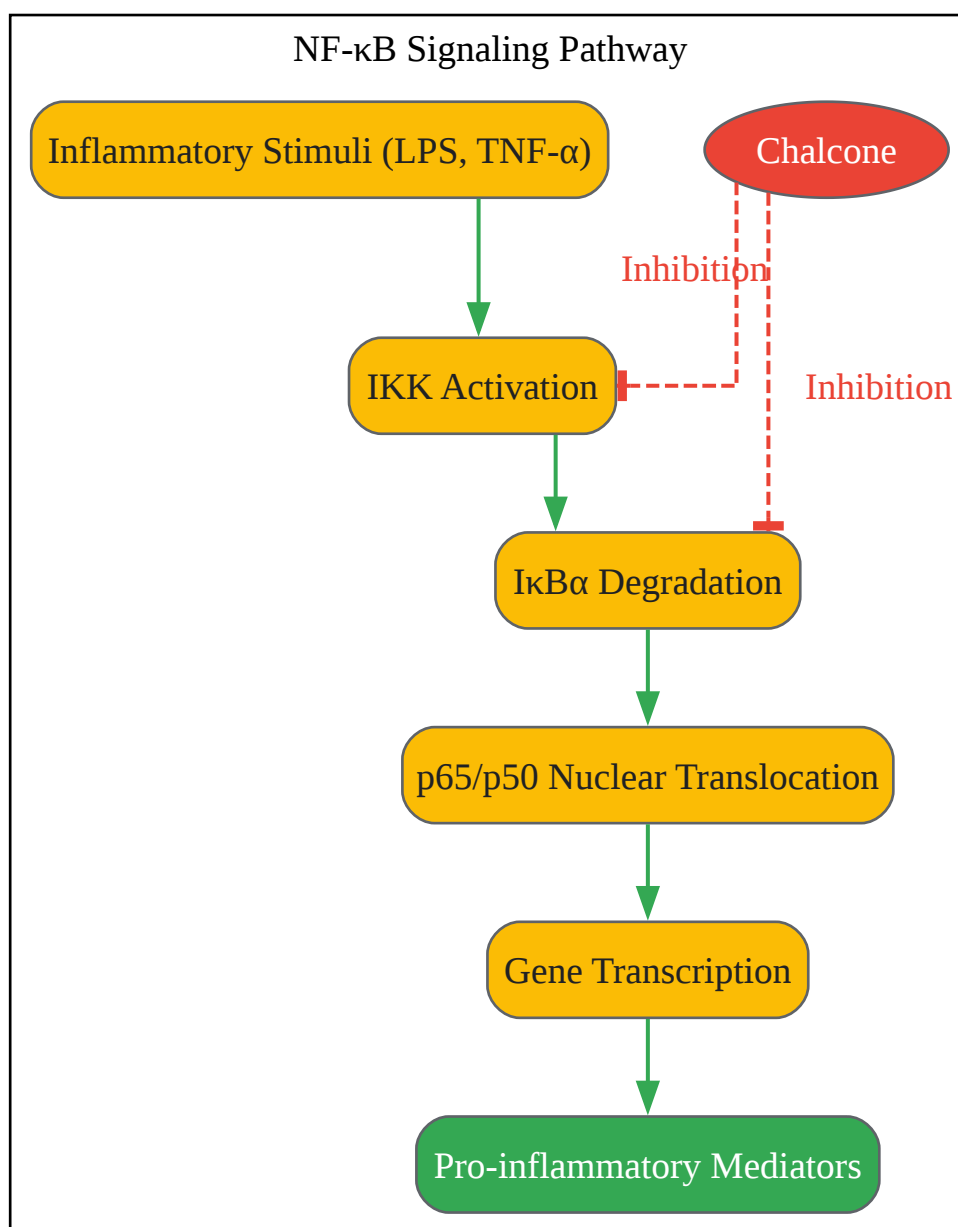 NF-κB Signaling Pathway
Inflammatory Stimuli (LPS, TNF-α)
Chalcone
Inhibition
IKK Activation
Inhibition
IκBα Degradation
p65/p50 Nuclear Translocation
Gene Transcription
Pro-inflammatory Mediators